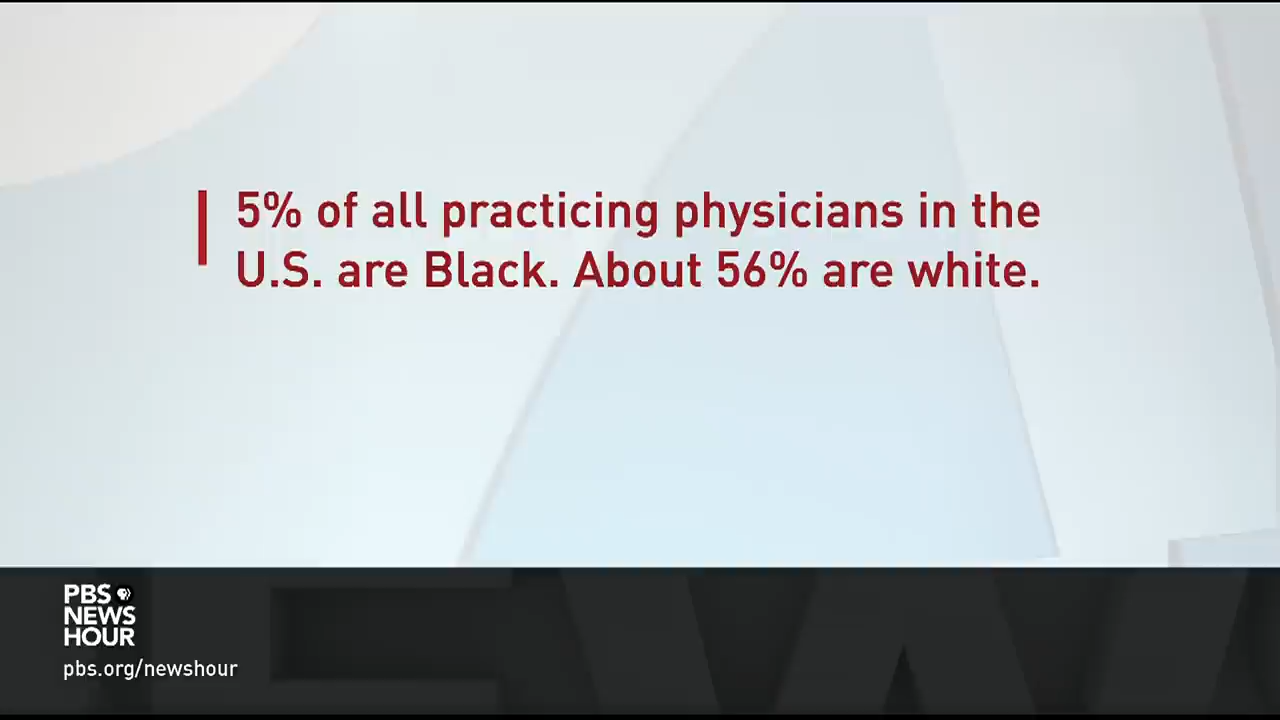 5% of all practicing physicians in the
U.S. are Black. About 56% are white.
PBS
NEWS
HOUR
pbs.org/newshour